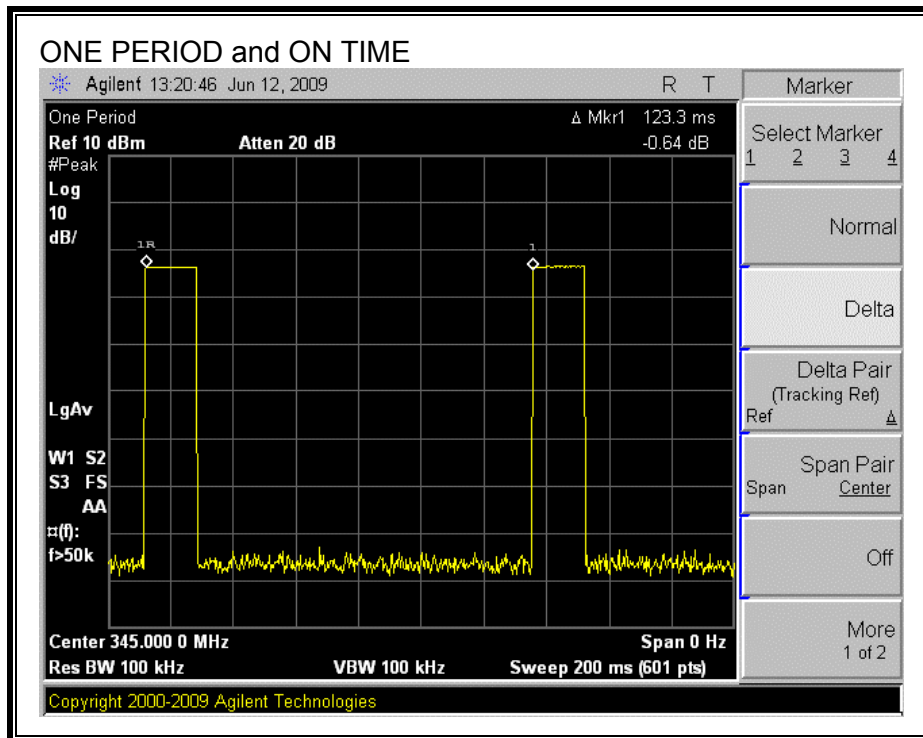 ONE PERIOD and ON TIME
Agilent 13:20:46 Jun 12, 2009 R T
Marker
One Period
Δ Mkr1 123.3 ms
Ref 10 dBm Atten 20 dB -0.64 dB
#Peak
Log
10
dB/
1R
1
LgAv
W1 S2
S3 FS
AA
¤(f):
f>50k
Center 345.000 0 MHz Span 0 Hz
Res BW 100 kHz VBW 100 kHz Sweep 200 ms (601 pts)
Copyright 2000-2009 Agilent Technologies
Select Marker
1 2 3 4
Normal
Delta
Delta Pair
(Tracking Ref)
Ref Δ
Span Pair
Span Center
Off
More
1 of 2